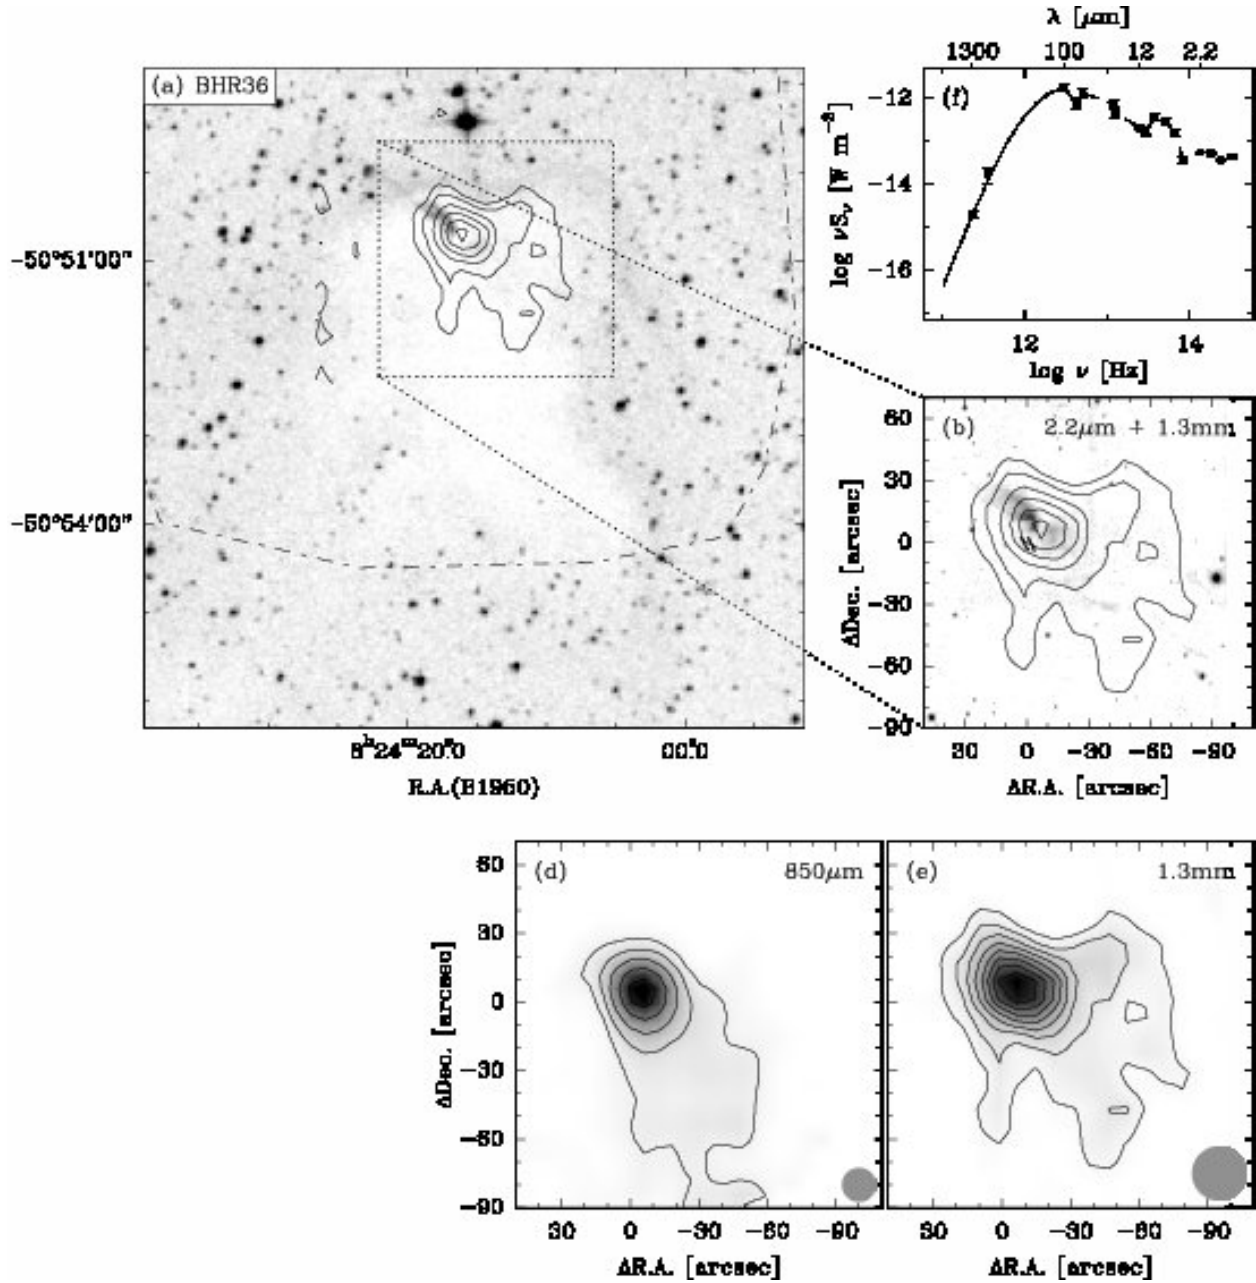 λ [μm]
1300 100 12 2.2
(a) BHR36
(f)
−12
−14
−16
log νSν [W m⁻²]
12 14
log ν [Hz]
−50°51'00"
−50°54'00"
8ʰ24ᵐ20ˢ.0 00ˢ.0
R.A.(B1950)
(b) 2.2μm + 1.3mm
60
30
0
−30
−60
−90
ΔDec. [arcsec]
30 0 −30 −60 −90
ΔR.A. [arcsec]
(d) 850μm
60
30
0
−30
−60
−90
ΔDec. [arcsec]
30 0 −30 −60 −90
ΔR.A. [arcsec]
(e) 1.3mm
30 0 −30 −60 −90
ΔR.A. [arcsec]